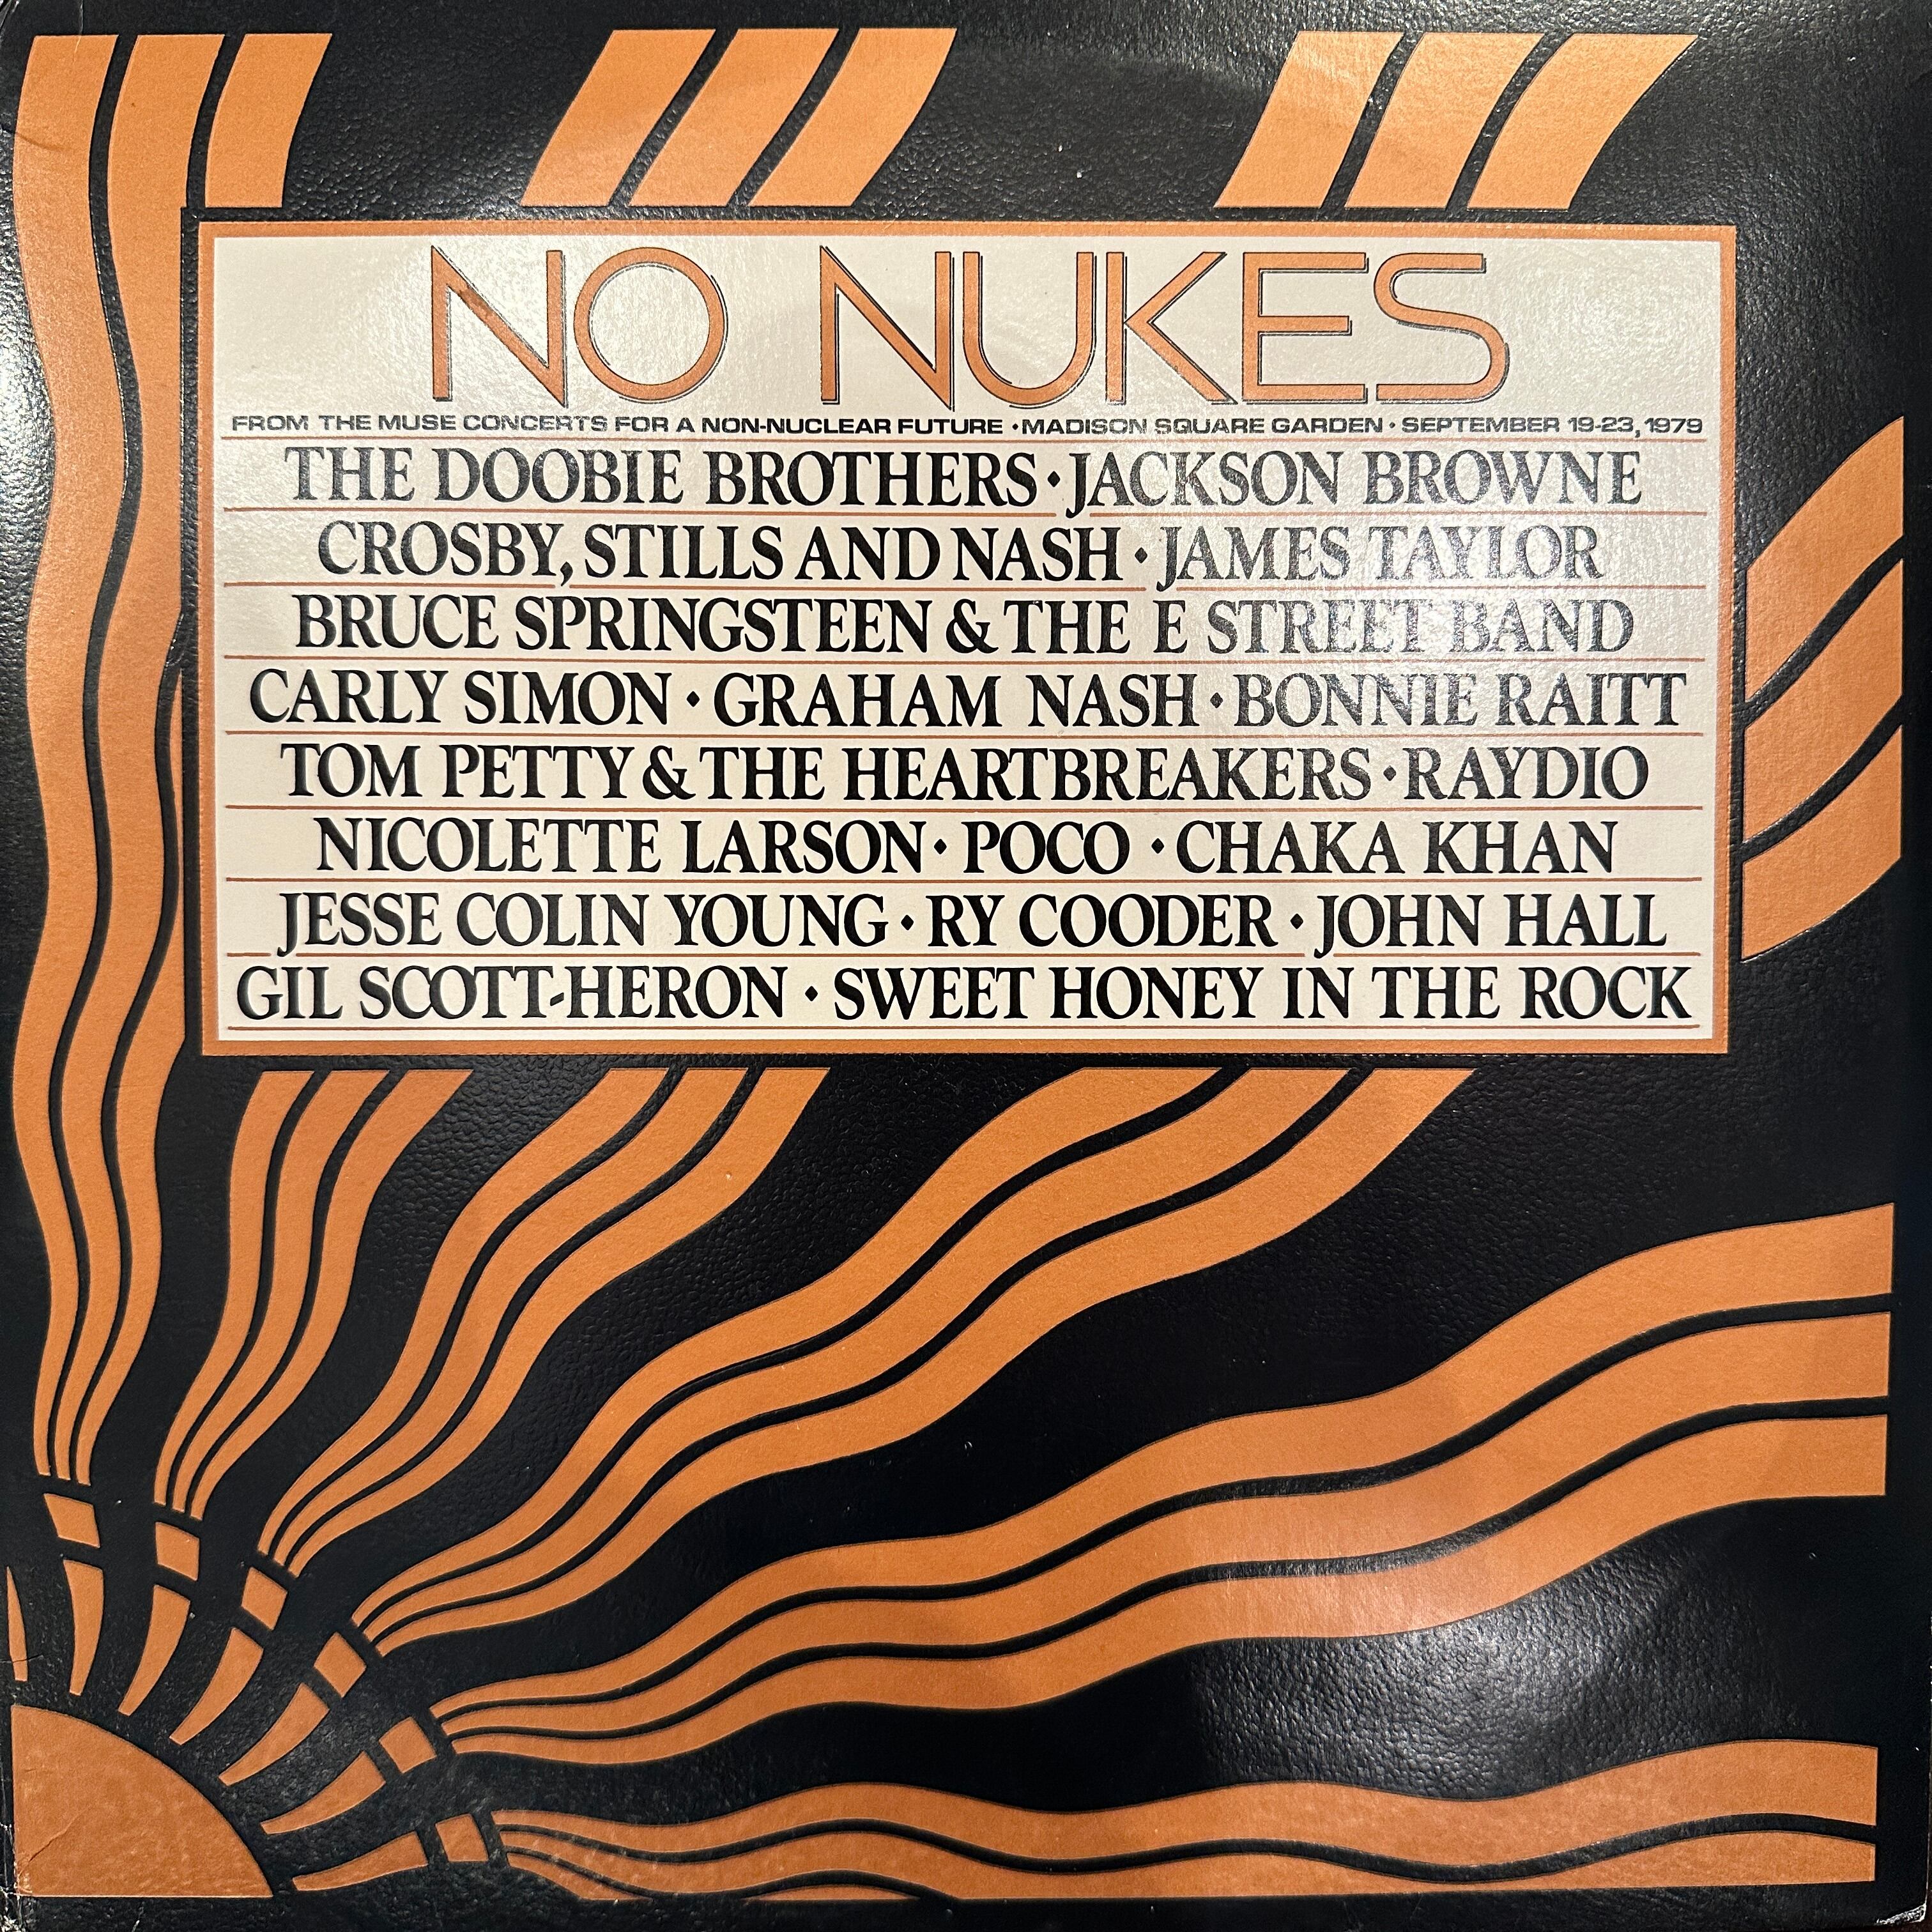 NO NUKES
FROM THE MUSE CONCERTS FOR A NON-NUCLEAR FUTURE • MADISON SQUARE GARDEN • SEPTEMBER 19-23, 1979
THE DOOBIE BROTHERS • JACKSON BROWNE
CROSBY, STILLS AND NASH • JAMES TAYLOR
BRUCE SPRINGSTEEN & THE E STREET BAND
CARLY SIMON • GRAHAM NASH • BONNIE RAITT
TOM PETTY & THE HEARTBREAKERS • RAYDIO
NICOLETTE LARSON • POCO • CHAKA KHAN
JESSE COLIN YOUNG • RY COODER • JOHN HALL
GIL SCOTT-HERON • SWEET HONEY IN THE ROCK